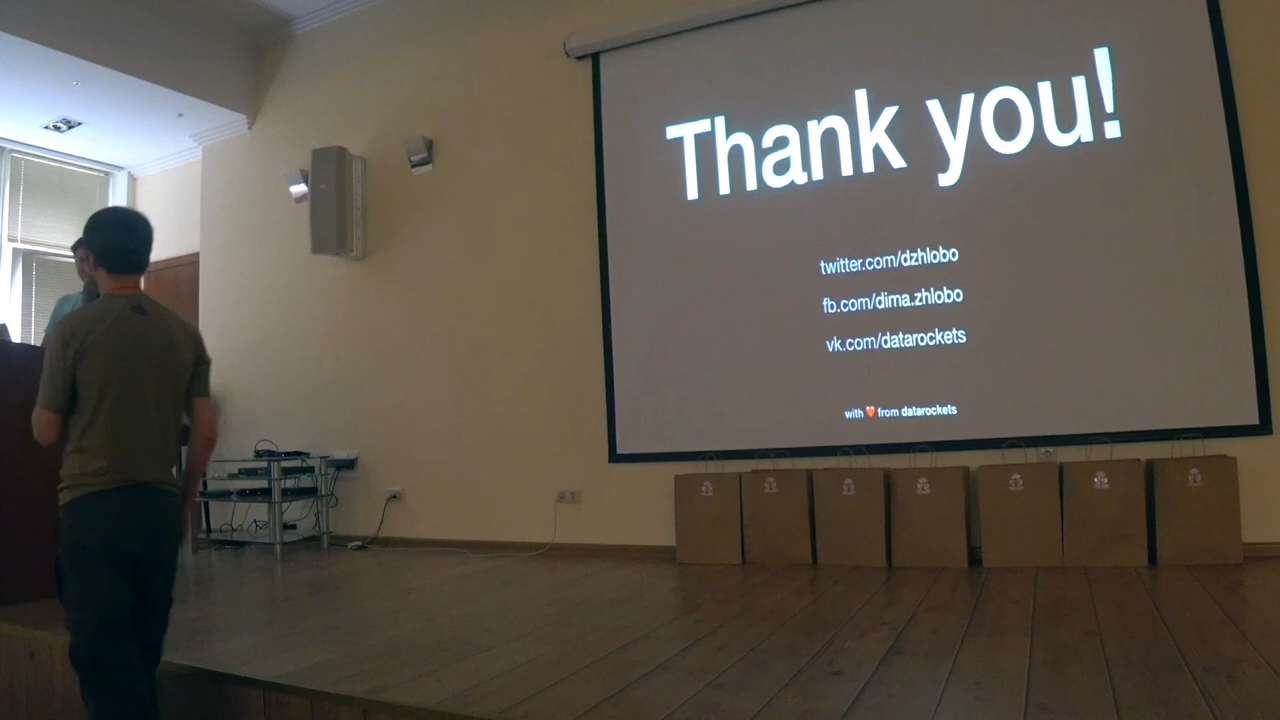 Thank you!
twitter.com/dzhlobo
fb.com/dima.zhlobo
vk.com/datarockets
with ❤️ from datarockets